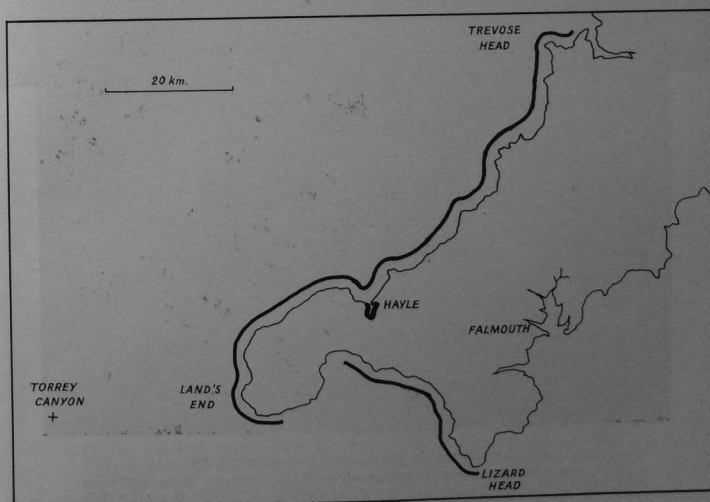 TREVOSE
HEAD
20 km.
HAYLE
FALMOUTH
TORREY
CANYON
LAND'S
END
LIZARD
HEAD